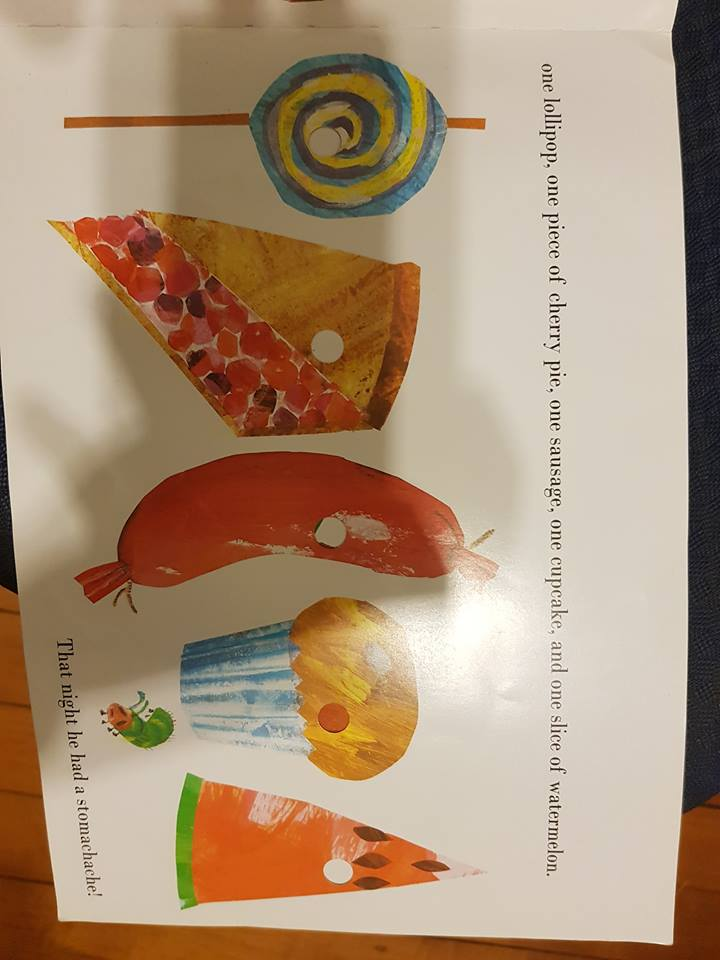 one lollipop, one piece of cherry pie, one sausage, one cupcake, and one slice of watermelon.
That night he had a stomachache!